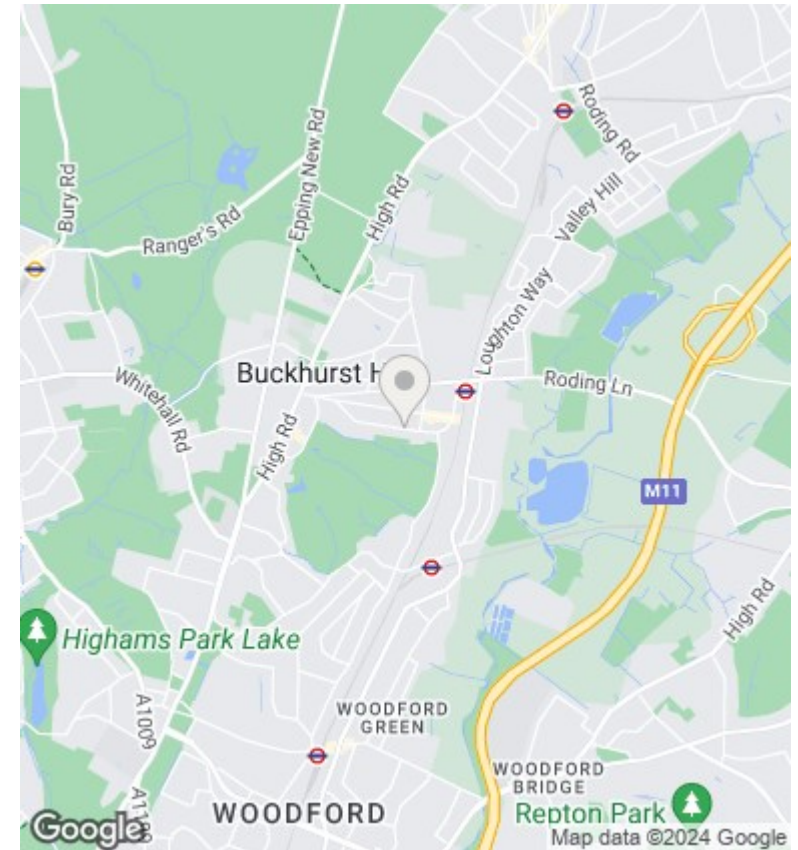 Roding Rd
Epping New Rd
Bury Rd
High Rd
Valley Hill
Ranger's Rd
Loughton Way
Buckhurst H
Roding Ln
Whitehall Rd
High Rd
M11
High Rd
Highams Park Lake
A1009
WOODFORD
GREEN
WOODFORD
BRIDGE
WOODFORD
Repton Park
Google
Map data ©2024 Google